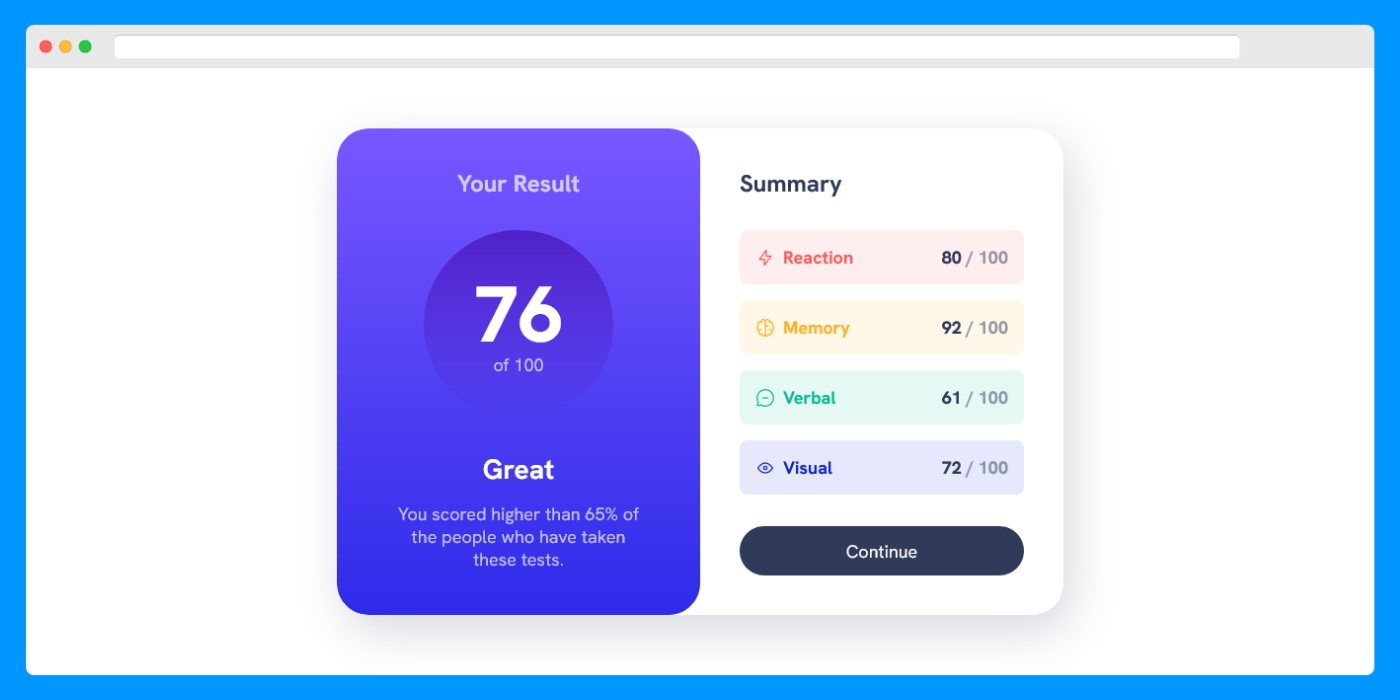 Your Result
76
of 100
Great
You scored higher than 65% of
the people who have taken
these tests.
Summary
Reaction 80 / 100
Memory 92 / 100
Verbal 61 / 100
Visual 72 / 100
Continue